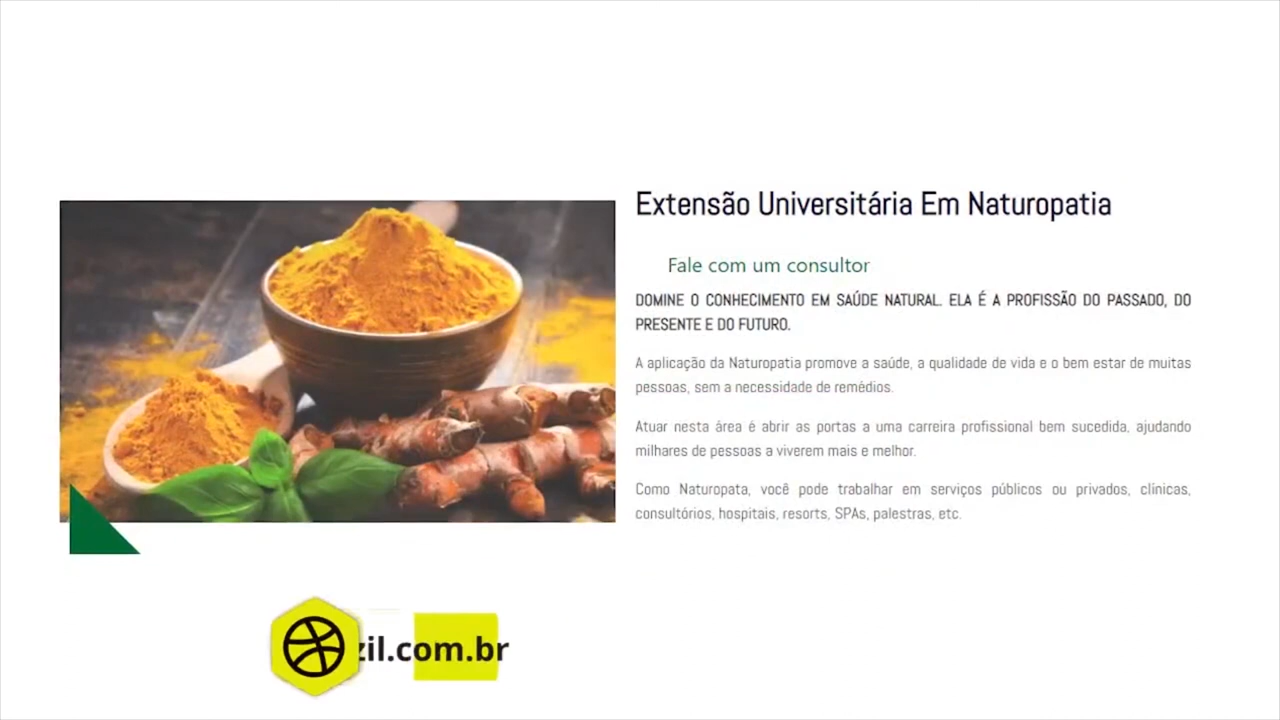 Extensão Universitária Em Naturopatia
Fale com um consultor
DOMINE O CONHECIMENTO EM SAÚDE NATURAL. ELA É A PROFISSÃO DO PASSADO, DO
PRESENTE E DO FUTURO.
A aplicação da Naturopatia promove a saúde, a qualidade de vida e o bem estar de muitas
pessoas, sem a necessidade de remédios.
Atuar nesta área é abrir as portas a uma carreira profissional bem sucedida, ajudando
milhares de pessoas a viverem mais e melhor.
Como Naturopata, você pode trabalhar em serviços públicos ou privados, clínicas,
consultórios, hospitais, resorts, SPAs, palestras, etc.
zil.com.br